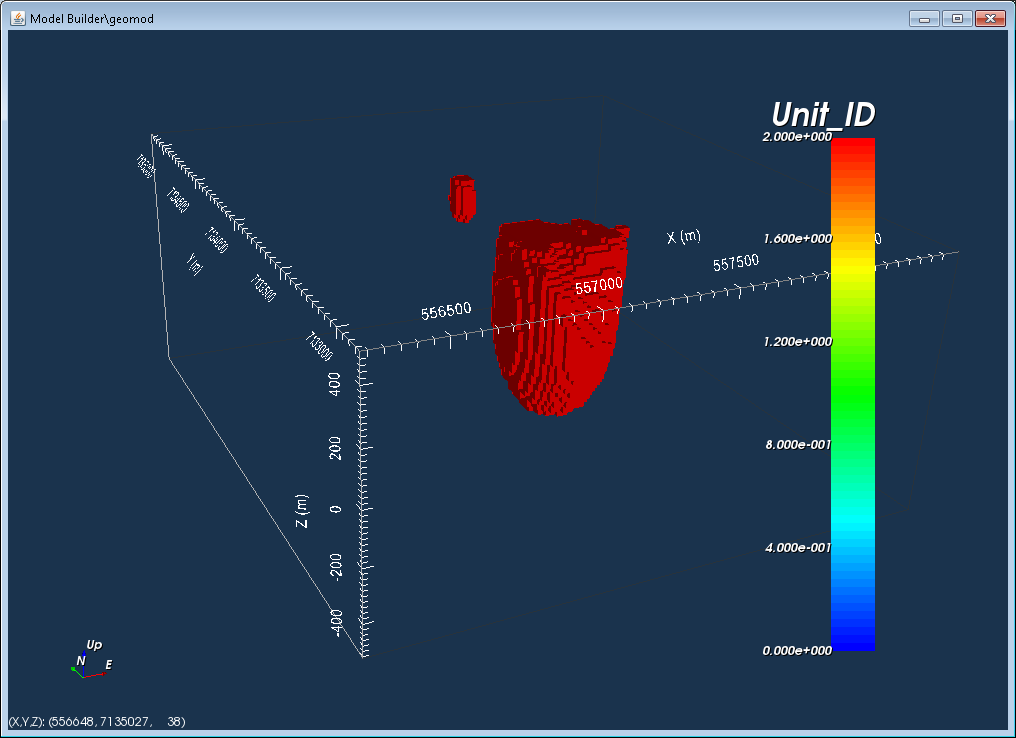 Model Builder\geomod
Unit_ID
2.000e+000
1.600e+000
1.200e+000
8.000e-001
4.000e-001
0.000e+000
7134500
7134000
Y (m)
7133500
7133000
X (m)
556500
557000
557500
400
200
0
-200
-400
Z (m)
Up
N
E
(X,Y,Z): (556648, 7135027, 38)